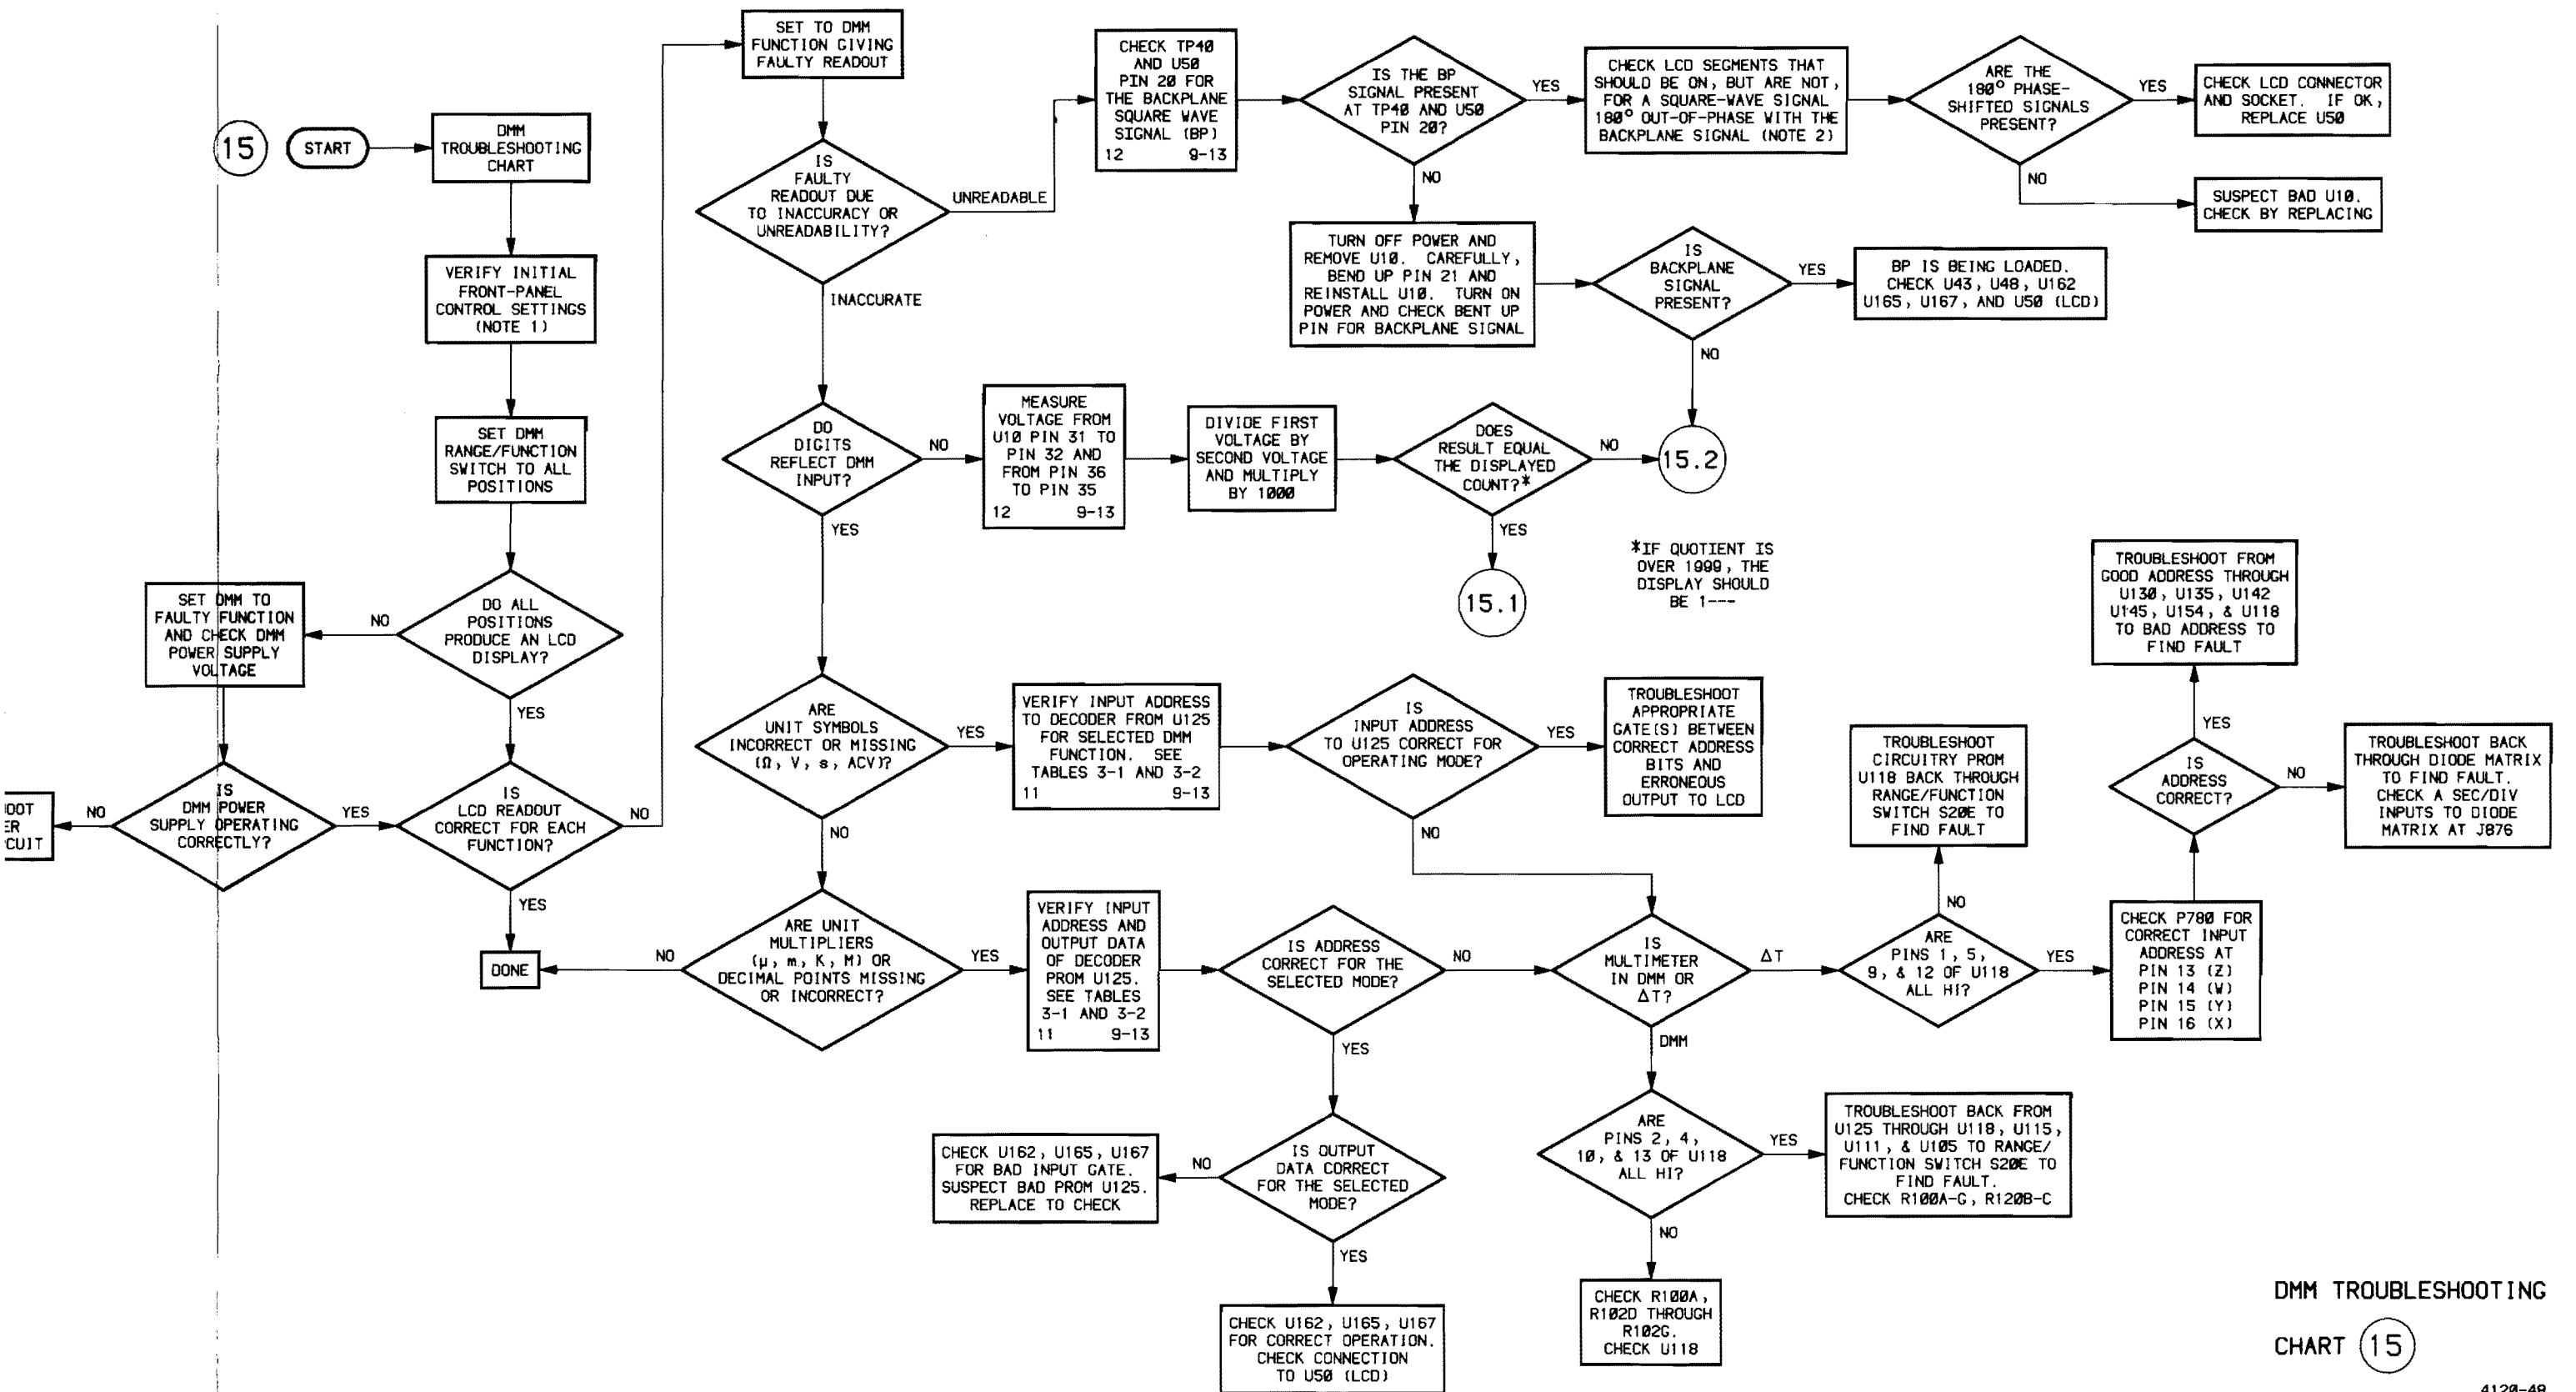 15
START
DMM
TROUBLESHOOTING
CHART
VERIFY INITIAL
FRONT-PANEL
CONTROL SETTINGS
(NOTE 1)
SET DMM
RANGE/FUNCTION
SWITCH TO ALL
POSITIONS
DO ALL
POSITIONS
PRODUCE AN LCD
DISPLAY?
NO
YES
SET DMM TO
FAULTY FUNCTION
AND CHECK DMM
POWER SUPPLY
VOLTAGE
IS
DMM POWER
SUPPLY OPERATING
CORRECTLY?
NO
YES
OOT
ER
CUIT
IS
LCD READOUT
CORRECT FOR EACH
FUNCTION?
NO
YES
DONE
SET TO DMM
FUNCTION GIVING
FAULTY READOUT
IS
FAULTY
READOUT DUE
TO INACCURACY OR
UNREADABILITY?
UNREADABLE
INACCURATE
CHECK TP40
AND U50
PIN 20 FOR
THE BACKPLANE
SQUARE WAVE
SIGNAL (BP)
12 9-13
IS THE BP
SIGNAL PRESENT
AT TP40 AND U50
PIN 20?
YES
NO
CHECK LCD SEGMENTS THAT
SHOULD BE ON, BUT ARE NOT,
FOR A SQUARE-WAVE SIGNAL
180° OUT-OF-PHASE WITH THE
BACKPLANE SIGNAL (NOTE 2)
ARE THE
180° PHASE-
SHIFTED SIGNALS
PRESENT?
YES
NO
CHECK LCD CONNECTOR
AND SOCKET. IF OK,
REPLACE U50
SUSPECT BAD U10.
CHECK BY REPLACING
TURN OFF POWER AND
REMOVE U10. CAREFULLY,
BEND UP PIN 21 AND
REINSTALL U10. TURN ON
POWER AND CHECK BENT UP
PIN FOR BACKPLANE SIGNAL
IS
BACKPLANE
SIGNAL
PRESENT?
YES
NO
BP IS BEING LOADED.
CHECK U43, U48, U162
U165, U167, AND U50 (LCD)
DO
DIGITS
REFLECT DMM
INPUT?
NO
YES
MEASURE
VOLTAGE FROM
U10 PIN 31 TO
PIN 32 AND
FROM PIN 36
TO PIN 35
12 9-13
DIVIDE FIRST
VOLTAGE BY
SECOND VOLTAGE
AND MULTIPLY
BY 1000
DOES
RESULT EQUAL
THE DISPLAYED
COUNT?*
NO
YES
15.2
15.1
*IF QUOTIENT IS
OVER 1999, THE
DISPLAY SHOULD
BE 1---
ARE
UNIT SYMBOLS
INCORRECT OR MISSING
(Ω, V, s, ACV)?
YES
NO
VERIFY INPUT ADDRESS
TO DECODER FROM U125
FOR SELECTED DMM
FUNCTION. SEE
TABLES 3-1 AND 3-2
11 9-13
IS
INPUT ADDRESS
TO U125 CORRECT FOR
OPERATING MODE?
YES
NO
TROUBLESHOOT
APPROPRIATE
GATE(S) BETWEEN
CORRECT ADDRESS
BITS AND
ERRONEOUS
OUTPUT TO LCD
ARE UNIT
MULTIPLIERS
(μ, m, K, M) OR
DECIMAL POINTS MISSING
OR INCORRECT?
NO
YES
VERIFY INPUT
ADDRESS AND
OUTPUT DATA
OF DECODER
PROM U125.
SEE TABLES
3-1 AND 3-2
11 9-13
IS ADDRESS
CORRECT FOR THE
SELECTED MODE?
NO
YES
IS OUTPUT
DATA CORRECT
FOR THE SELECTED
MODE?
NO
YES
CHECK U162, U165, U167
FOR BAD INPUT GATE.
SUSPECT BAD PROM U125.
REPLACE TO CHECK
CHECK U162, U165, U167
FOR CORRECT OPERATION.
CHECK CONNECTION
TO U50 (LCD)
IS
MULTIMETER
IN DMM OR
ΔT?
ΔT
DMM
ARE
PINS 1, 5,
9, & 12 OF U118
ALL HI?
NO
YES
TROUBLESHOOT
CIRCUITRY PROM
U118 BACK THROUGH
RANGE/FUNCTION
SWITCH S20E TO
FIND FAULT
CHECK P780 FOR
CORRECT INPUT
ADDRESS AT
PIN 13 (Z)
PIN 14 (W)
PIN 15 (Y)
PIN 16 (X)
IS
ADDRESS
CORRECT?
YES
NO
TROUBLESHOOT FROM
GOOD ADDRESS THROUGH
U130, U135, U142
U145, U154, & U118
TO BAD ADDRESS TO
FIND FAULT
TROUBLESHOOT BACK
THROUGH DIODE MATRIX
TO FIND FAULT.
CHECK A SEC/DIV
INPUTS TO DIODE
MATRIX AT J876
ARE
PINS 2, 4,
10, & 13 OF U118
ALL HI?
YES
NO
TROUBLESHOOT BACK FROM
U125 THROUGH U118, U115,
U111, & U105 TO RANGE/
FUNCTION SWITCH S20E TO
FIND FAULT.
CHECK R100A-G, R120B-C
CHECK R100A,
R102D THROUGH
R102G.
CHECK U118
DMM TROUBLESHOOTING
CHART 15
4120-48